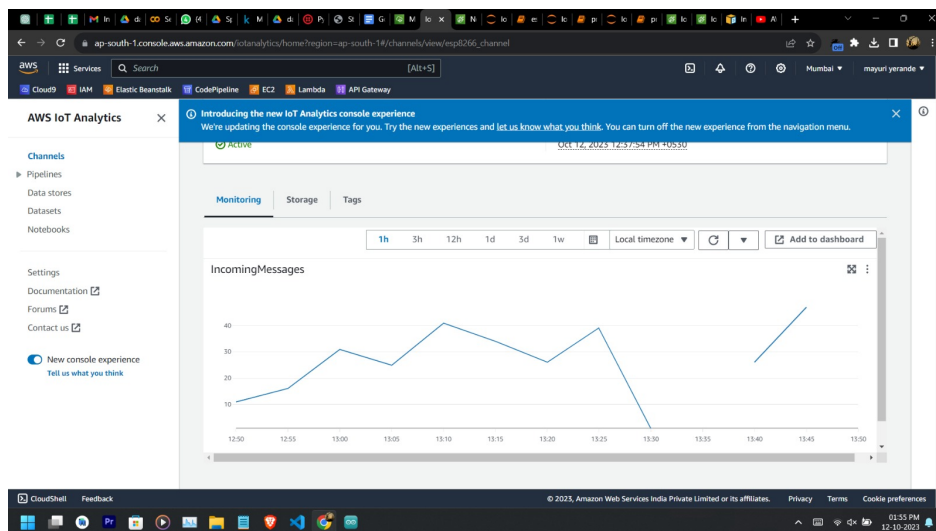 ap-south-1.console.aws.amazon.com/iotanalytics/home?region=ap-south-1#/channels/view/esp8266_channel
aws Services Search [Alt+S] Mumbai mayuri yerande
Cloud9 IAM Elastic Beanstalk CodePipeline EC2 Lambda API Gateway
AWS IoT Analytics
Channels
Pipelines
Data stores
Datasets
Notebooks
Settings
Documentation
Forums
Contact us
New console experience
Tell us what you think
Introducing the new IoT Analytics console experience
We're updating the console experience for you. Try the new experiences and let us know what you think. You can turn off the new experience from the navigation menu.
Active Oct 12, 2023 12:37:54 PM +0530
Monitoring Storage Tags
1h 3h 12h 1d 3d 1w Local timezone Add to dashboard
IncomingMessages
40
30
20
10
12:50 12:55 13:00 13:05 13:10 13:15 13:20 13:25 13:30 13:35 13:40 13:45 13:50
CloudShell Feedback © 2023, Amazon Web Services India Private Limited or its affiliates. Privacy Terms Cookie preferences
01:55 PM
12-10-2023